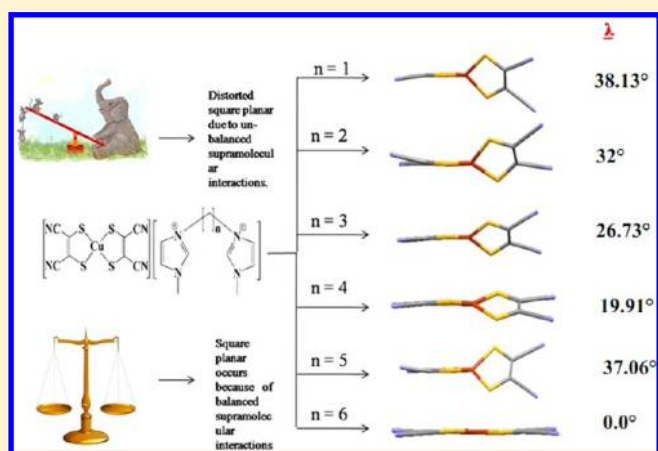 λ
n = 1
38.13°
Distorted
square planar
due to un-
balanced
supramolecul
ar
interactions.
n = 2
32°
n = 3
26.73°
NC
S
S
CN
Cu
NC
S
S
CN
n
N
N
N
N
n = 4
19.91°
Square
planar
occurs
because of
balanced
supramolec
ular
interactions
n = 5
37.06°
n = 6
0.0°